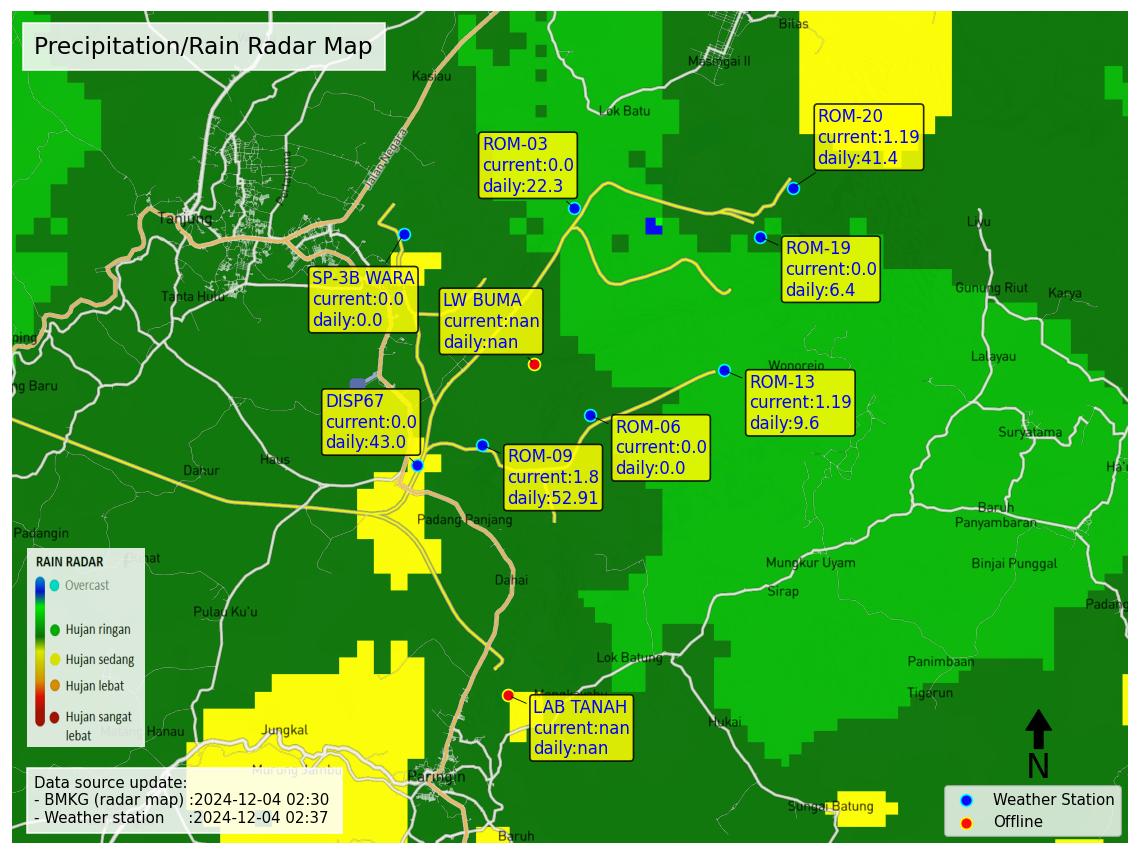 Precipitation/Rain Radar Map
Bitas
Masingai II
Kasiau
Lok Batu
Jalan Negara
ROM-20
current:1.19
daily:41.4
ROM-03
current:0.0
daily:22.3
Tanjung
Liyu
ROM-19
current:0.0
daily:6.4
SP-3B WARA
current:0.0
daily:0.0
LW BUMA
current:nan
daily:nan
Tanta Hulu
Gunung Riut
Karya
ping
Lalayau
Wonorejo
ng Baru
ROM-13
current:1.19
daily:9.6
DISP67
current:0.0
daily:43.0
ROM-06
current:0.0
daily:0.0
Suryatama
ROM-09
current:1.8
daily:52.91
Dahur
Haus
Baruh
Panyambaran
Padang Panjang
Padangin
Mungkur Uyam
Binjai Punggal
Dahai
Sirap
Padang
Pulau Ku'u
RAIN RADAR
Overcast
Hujan ringan
Hujan sedang
Hujan lebat
Hujan sangat
lebat
Lok Batung
Panimbaan
Tigarun
LAB TANAH
current:nan
daily:nan
Hukai
Jungkal
Manau
Murung Jambu
Paringin
Sungai Batung
Baruh
N
Data source update:
- BMKG (radar map) :2024-12-04 02:30
- Weather station :2024-12-04 02:37
Weather Station
Offline